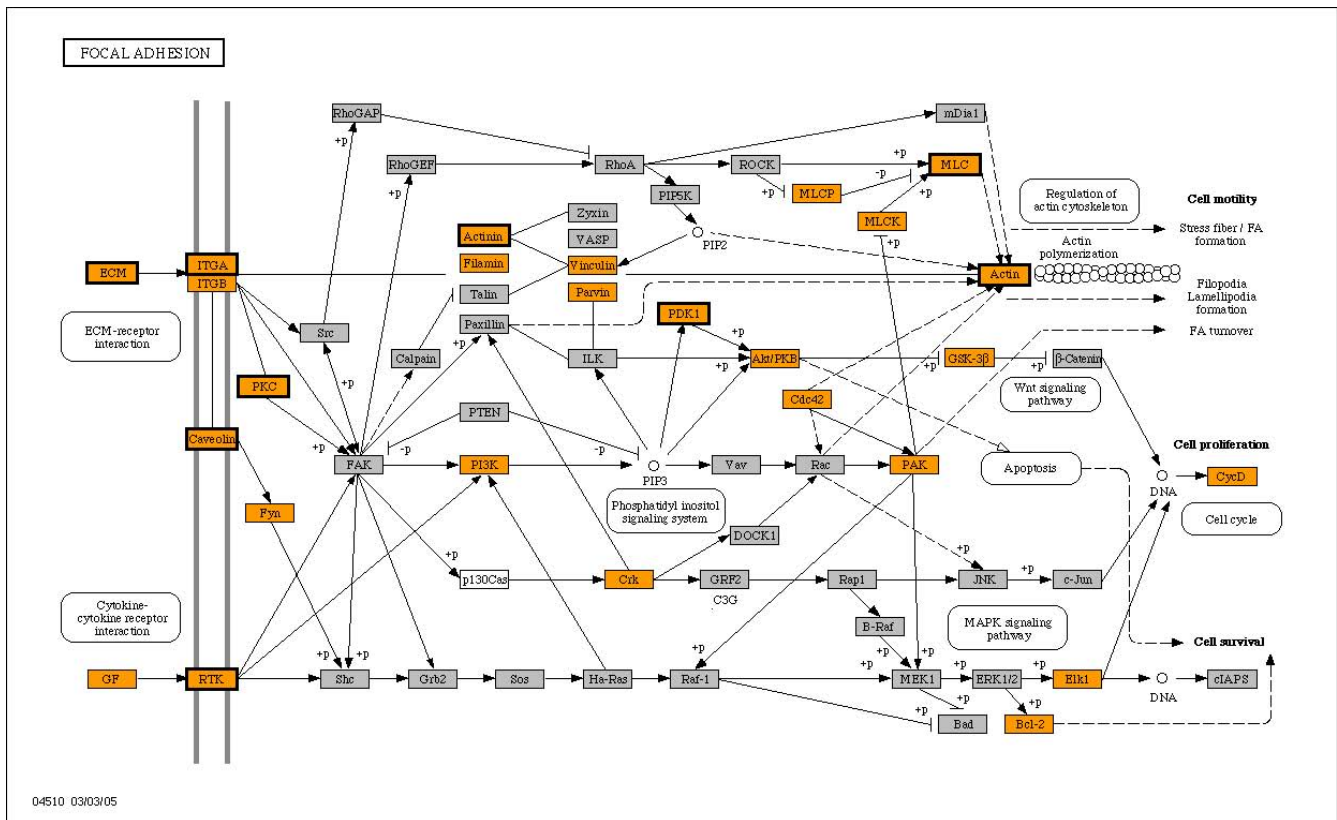 FOCAL ADHESION
RhoGAP
mDia1
+p
+p
RhoGEF
RhoA
ROCK
+p
MLC
-p
+p
+p
PIP5K
MLCP
MLCK
+p
Regulation of
actin cytoskeleton
Cell motility
Stress fiber / FA
formation
Zyxin
Actinin
VASP
PIP2
Actin
polymerization
ECM
ITGA
ITGB
Filamin
Vinculin
Actin
Talin
Parvin
Filopodia
Lamellipodia
formation
ECM-receptor
interaction
Src
Paxillin
PDK1
FA turnover
+p
+p
Calpain
ILK
+p
Akt/PKB
GSK-3β
+p
+p
β-Catenin
PKC
+p
Cdc42
Wnt signaling
pathway
PTEN
Caveolin
+p
-p
-p
Cell proliferation
FAK
PI3K
PIP3
Vav
Rac
PAK
Apoptosis
CycD
DNA
Fyn
Phosphatidyl inositol
signaling system
Cell cycle
DOCK1
+p
+p
p130Cas
Crk
GRF2
C3G
Rap1
JNK
+p
c-Jun
Cytokine-
cytokine receptor
interaction
B-Raf
MAPK signaling
pathway
Cell survival
+p
+p
+p
+p
+p
GF
RTK
Shc
Grb2
Sos
Ha-Ras
Raf-1
+p
MEK1
+p
ERK1/2
+p
Elk1
DNA
cIAPS
+p
+p
+p
Bad
Bcl-2
04510 03/03/05